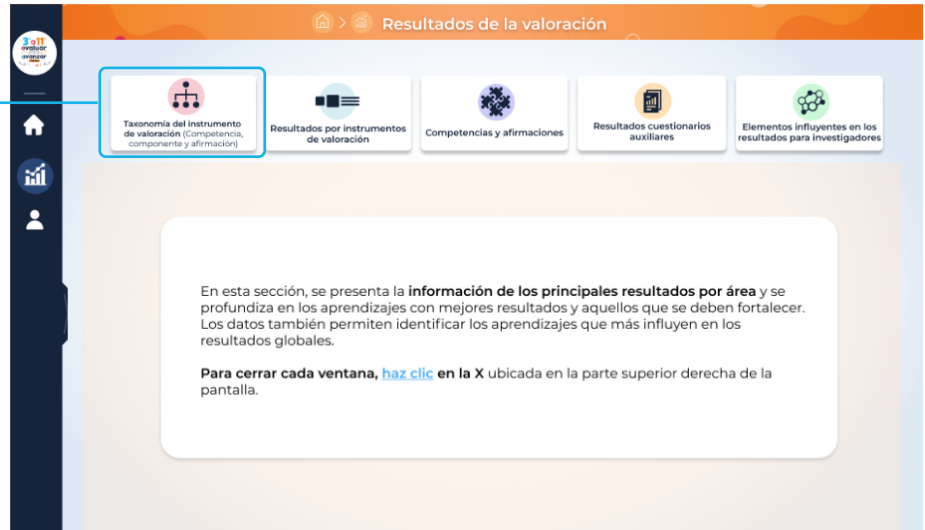 Resultados de la valoración
3°a11°
evaluar
para
avanzar
Taxonomía del instrumento
de valoración (Competencia,
componente y afirmación)
Resultados por instrumentos
de valoración
Competencias y afirmaciones
Resultados cuestionarios
auxiliares
Elementos influyentes en los
resultados para investigadores
En esta sección, se presenta la información de los principales resultados por área y se
profundiza en los aprendizajes con mejores resultados y aquellos que se deben fortalecer.
Los datos también permiten identificar los aprendizajes que más influyen en los
resultados globales.
Para cerrar cada ventana, haz clic en la X ubicada en la parte superior derecha de la
pantalla.